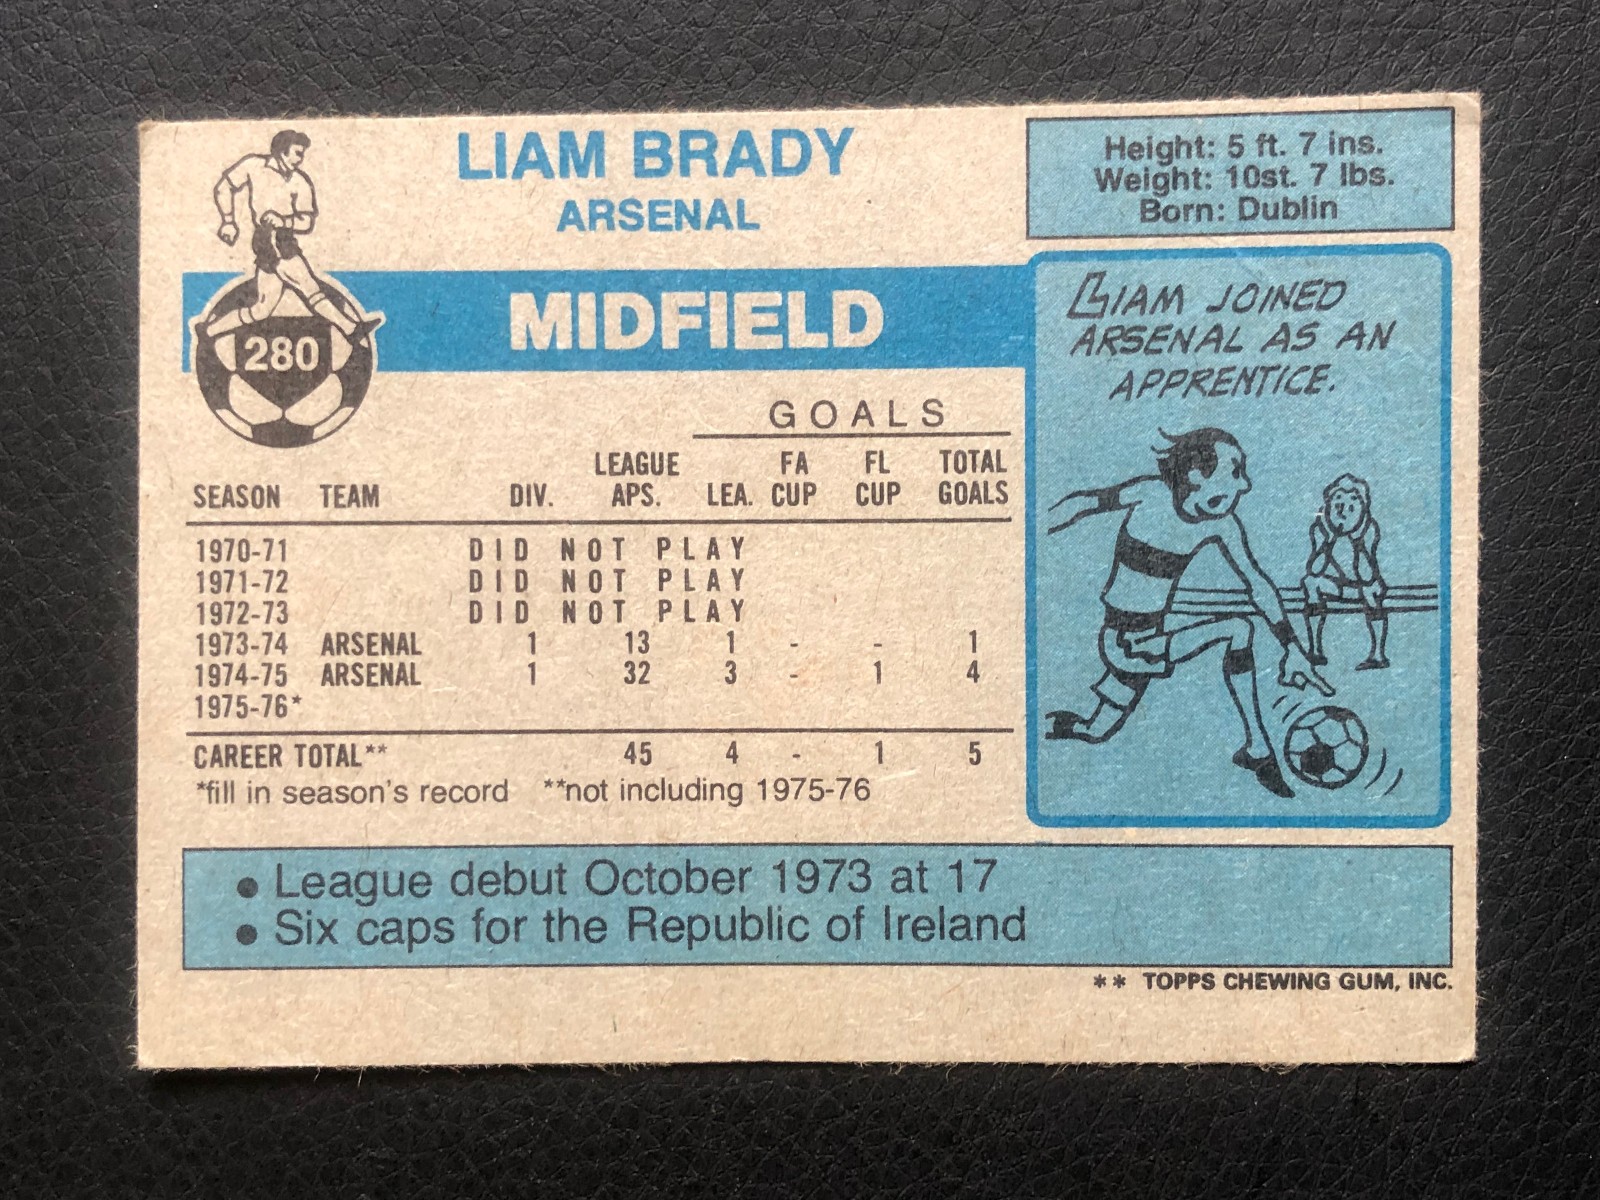 LIAM BRADY
ARSENAL
Height: 5 ft. 7 ins.
Weight: 10st. 7 lbs.
Born: Dublin
280
MIDFIELD
LIAM JOINED
ARSENAL AS AN
APPRENTICE.
GOALS
LEAGUE FA FL TOTAL
SEASON TEAM DIV. APS. LEA. CUP CUP GOALS
1970-71 DID NOT PLAY
1971-72 DID NOT PLAY
1972-73 DID NOT PLAY
1973-74 ARSENAL 1 13 1 - - 1
1974-75 ARSENAL 1 32 3 - 1 4
1975-76*
CAREER TOTAL** 45 4 - 1 5
*fill in season's record **not including 1975-76
• League debut October 1973 at 17
• Six caps for the Republic of Ireland
** TOPPS CHEWING GUM, INC.